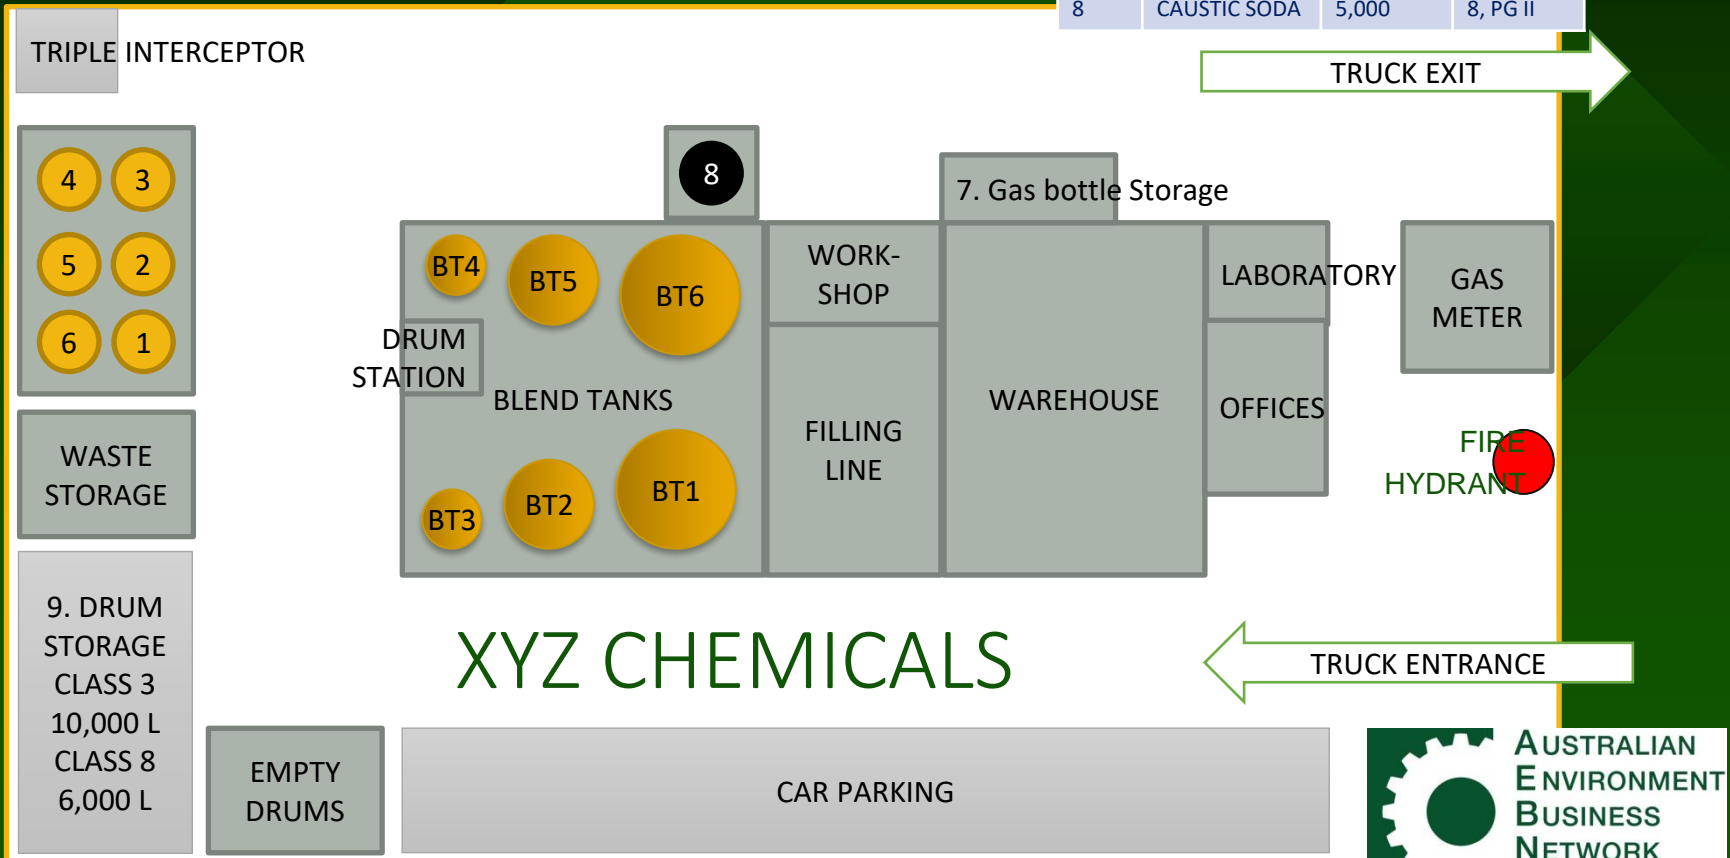 8 CAUSTIC SODA 5,000 8, PG II
TRIPLE INTERCEPTOR
TRUCK EXIT
4 3
5 2
6 1
8
7. Gas bottle Storage
BT4
BT5
BT6
WORK-
SHOP
LABORATORY
GAS
METER
DRUM
STATION
BLEND TANKS
FILLING
LINE
WAREHOUSE
OFFICES
FIRE
HYDRANT
WASTE
STORAGE
BT3
BT2
BT1
9. DRUM
STORAGE
CLASS 3
10,000 L
CLASS 8
6,000 L
XYZ CHEMICALS
TRUCK ENTRANCE
EMPTY
DRUMS
CAR PARKING
AUSTRALIAN
ENVIRONMENT
BUSINESS
NETWORK